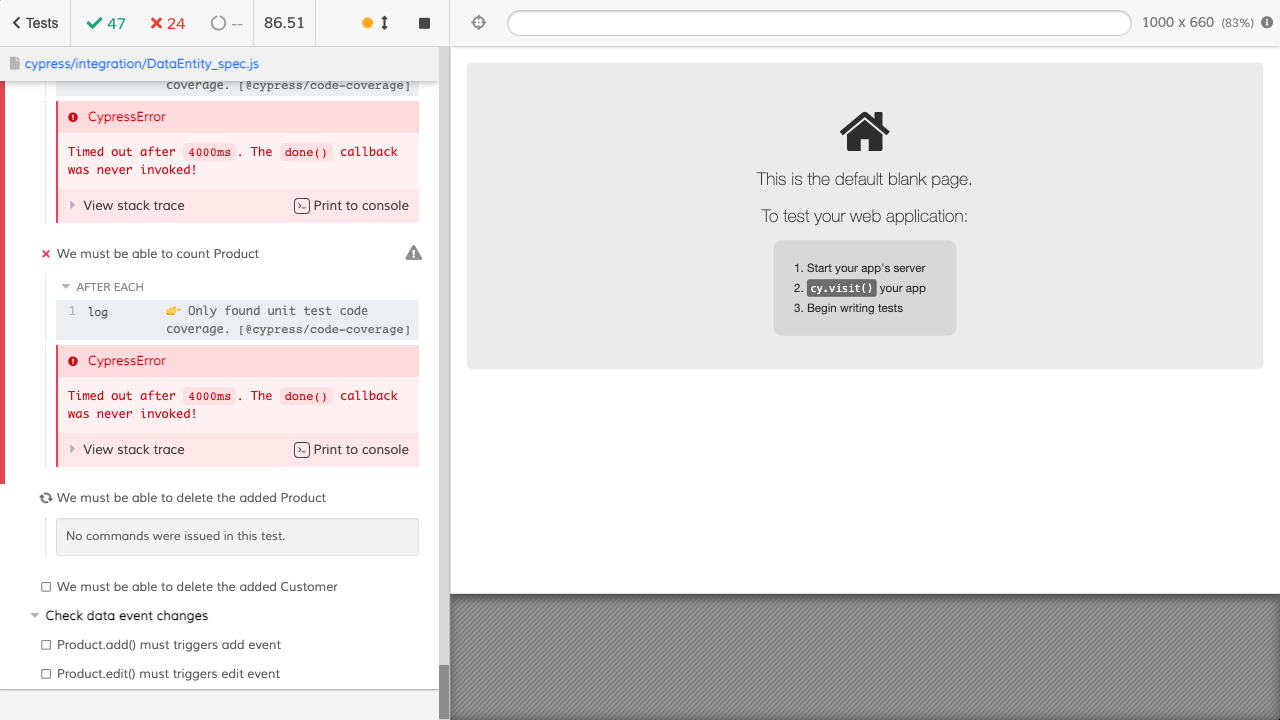 Tests
47
24
--
86.51
1000 x 660 (83%)
cypress/integration/DataEntity_spec.js
coverage. [@cypress/code-coverage]
CypressError
Timed out after 4000ms. The done() callback
was never invoked!
View stack trace
Print to console
We must be able to count Product
AFTER EACH
1 log 👉 Only found unit test code
coverage. [@cypress/code-coverage]
CypressError
Timed out after 4000ms. The done() callback
was never invoked!
View stack trace
Print to console
We must be able to delete the added Product
No commands were issued in this test.
We must be able to delete the added Customer
Check data event changes
Product.add() must triggers add event
Product.edit() must triggers edit event
This is the default blank page.
To test your web application:
1. Start your app's server
2. cy.visit() your app
3. Begin writing tests